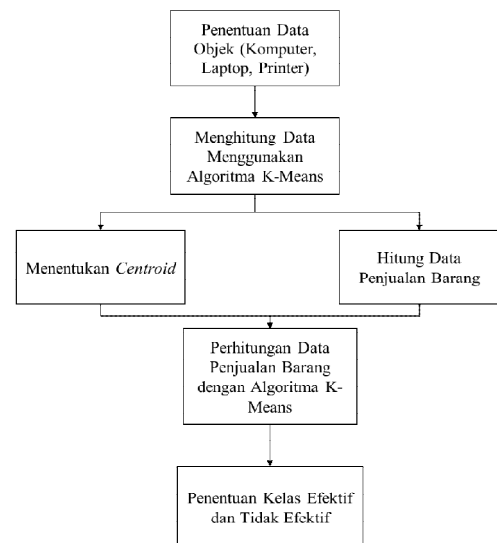 Penentuan Data
Objek (Komputer,
Laptop, Printer)
Menghitung Data
Menggunakan
Algoritma K-Means
Menentukan Centroid
Hitung Data
Penjualan Barang
Perhitungan Data
Penjualan Barang
dengan Algoritma K-
Means
Penentuan Kelas Efektif
dan Tidak Efektif